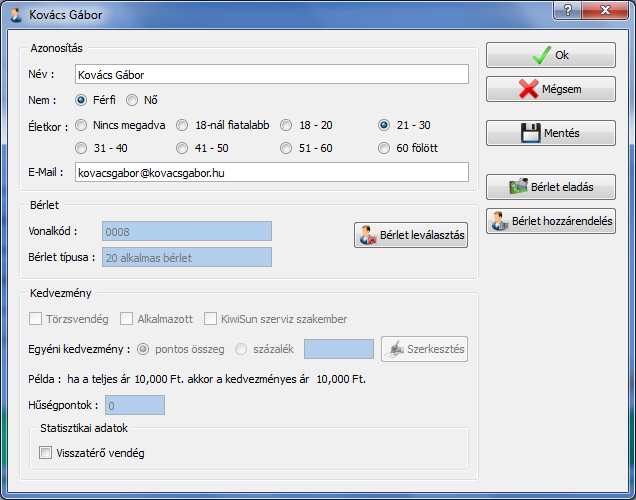 Kovács Gábor
?
Azonosítás
Név : Kovács Gábor
Nem : Férfi Nő
Életkor : Nincs megadva 18-nál fiatalabb 18 - 20 21 - 30
31 - 40 41 - 50 51 - 60 60 fölött
E-Mail : kovacsgabor@kovacsgabor.hu
Ok
Mégsem
Mentés
Bérlet eladás
Bérlet hozzárendelés
Bérlet
Vonalkód : 0008
Bérlet típusa : 20 alkalmas bérlet
Bérlet leválasztás
Kedvezmény
Törzsvendég Alkalmazott KiwiSun szerviz szakember
Egyéni kedvezmény : pontos összeg százalék Szerkesztés
Példa : ha a teljes ár 10,000 Ft. akkor a kedvezményes ár 10,000 Ft.
Hűségpontok : 0
Statisztikai adatok
Visszatérő vendég